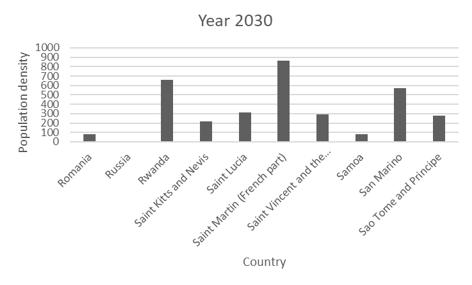 Year 2030
Population density
1000
900
800
700
600
500
400
300
200
100
0
Romania
Russia
Rwanda
Saint Kitts and Nevis
Saint Lucia
Saint Martin (French part)
Saint Vincent and the...
Samoa
San Marino
Sao Tome and Principe
Country